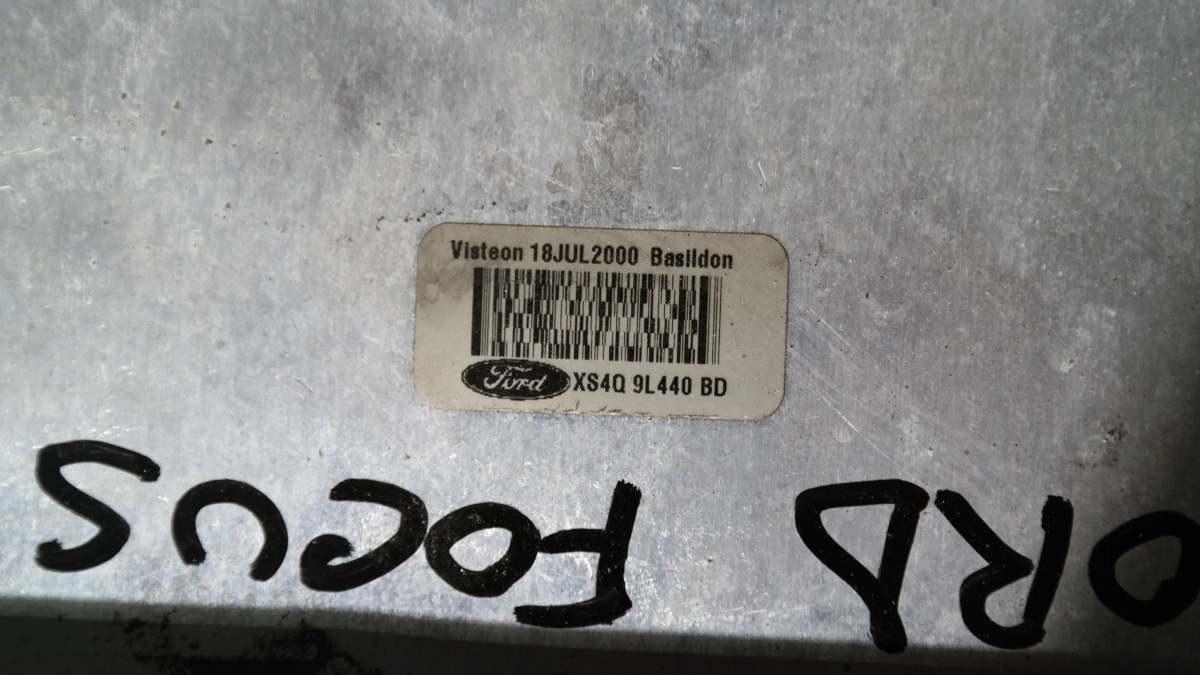 Visteon 18JUL2000 Basildon
Ford XS4Q 9L440 BD
ORD FOCUS